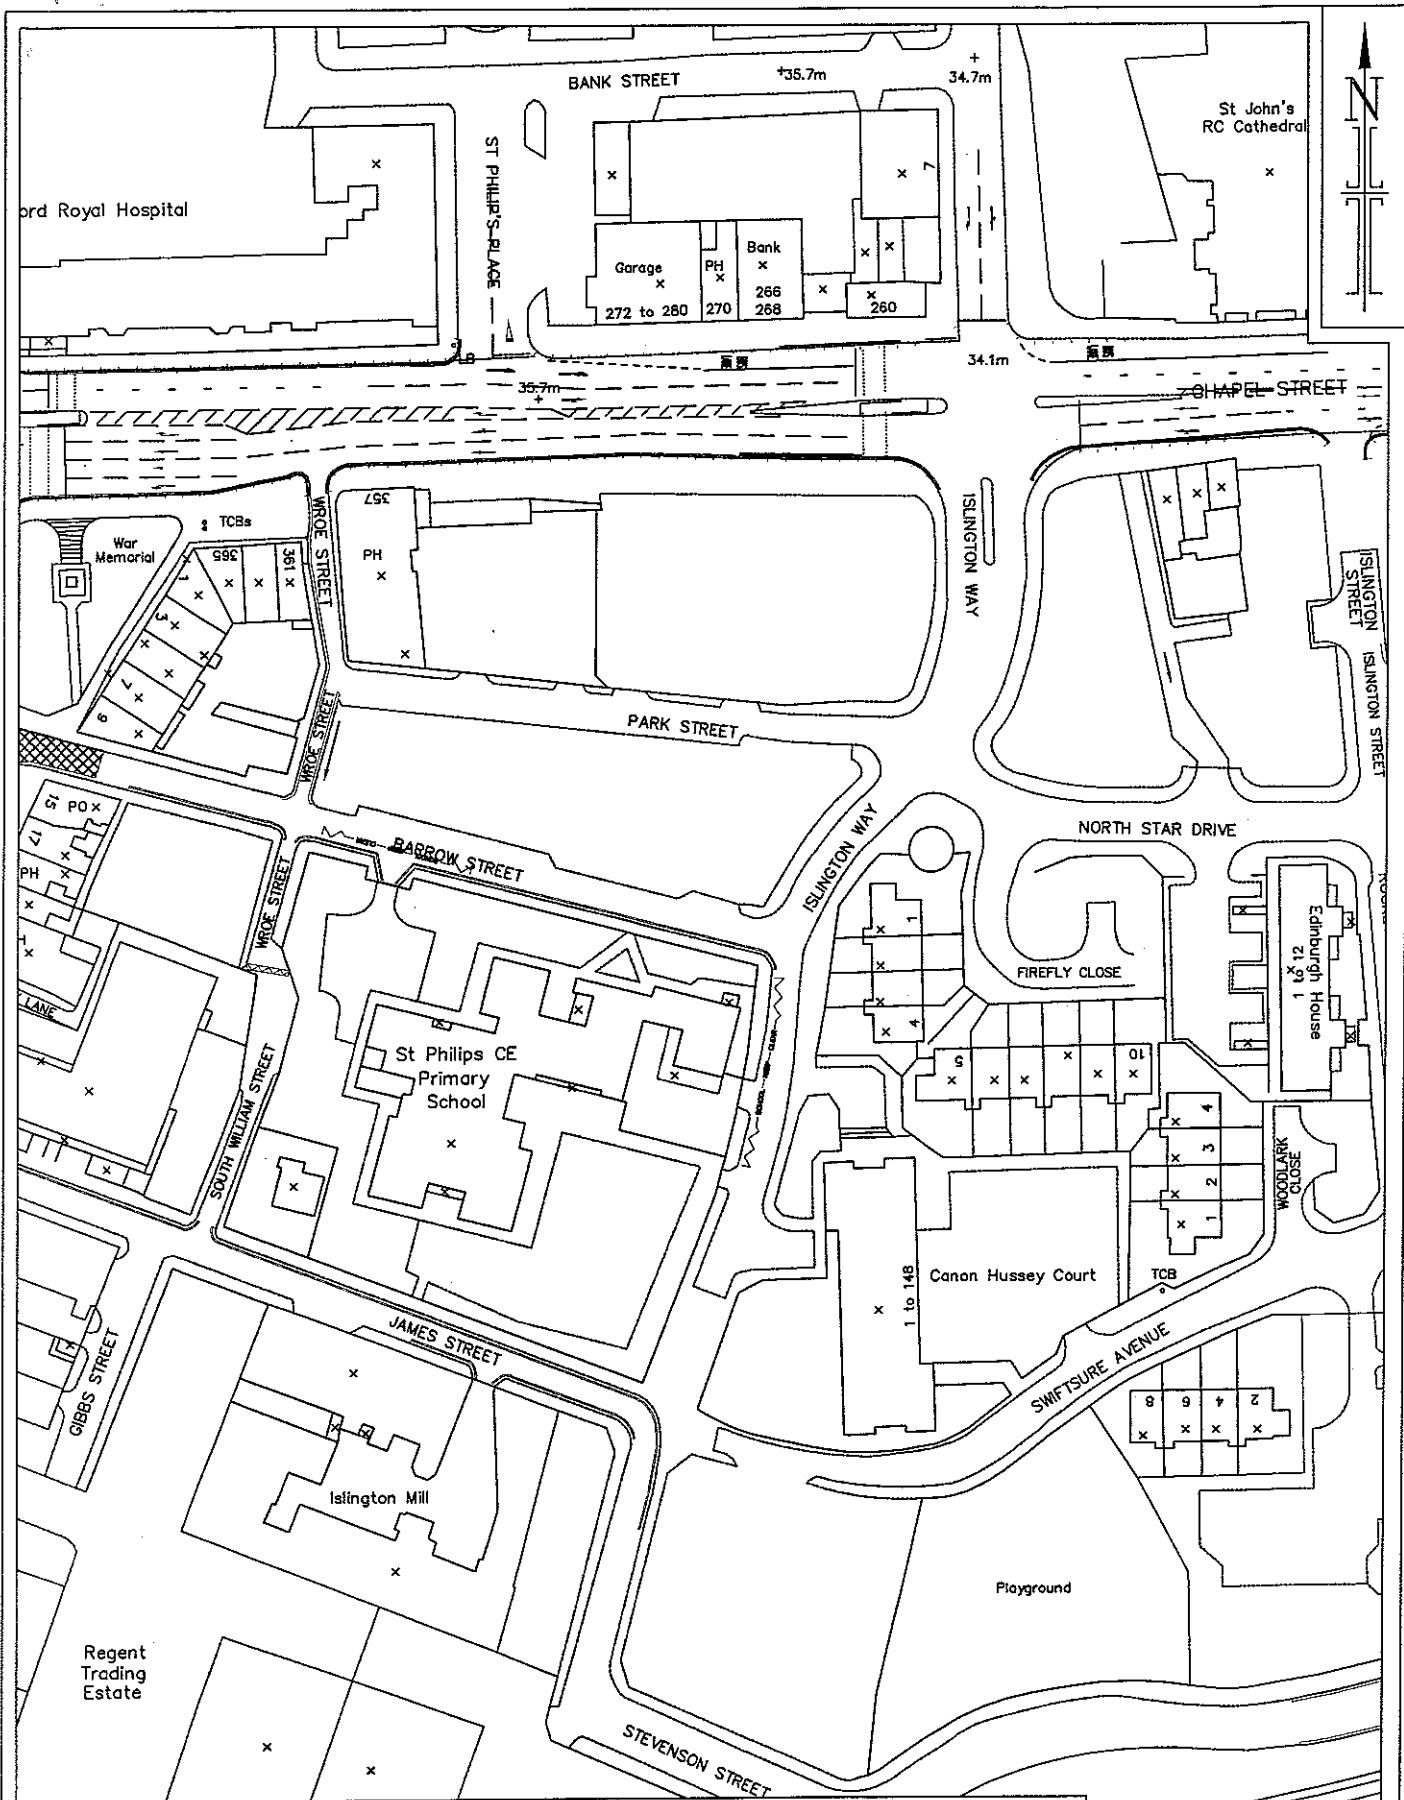 N
BANK STREET
+35.7m
34.7m
St John's
RC Cathedral
ST PHILIP'S PLACE
7
ord Royal Hospital
Garage
272 to 280
PH
270
Bank
266
268
260
LB
34.1m
35.7m
CHAPEL STREET
WROE STREET
357
PH
ISLINGTON WAY
TCBs
War
Memorial
365
361
1
3
7
9
ISLINGTON
STREET
ISLINGTON STREET
WROE STREET
PARK STREET
15
PO
17
PH
BARROW STREET
WROE STREET
ISLINGTON WAY
NORTH STAR DRIVE
1
4
FIREFLY CLOSE
Edinburgh House
1 to 12
LANE
St Philips CE
Primary
School
SOUTH WILLIAM STREET
5
10
4
3
2
1
WOODLARK
CLOSE
1 to 148
Canon Hussey Court
TCB
JAMES STREET
SWIFTSURE AVENUE
GIBBS STREET
8
6
4
2
Islington Mill
Playground
Regent
Trading
Estate
STEVENSON STREET